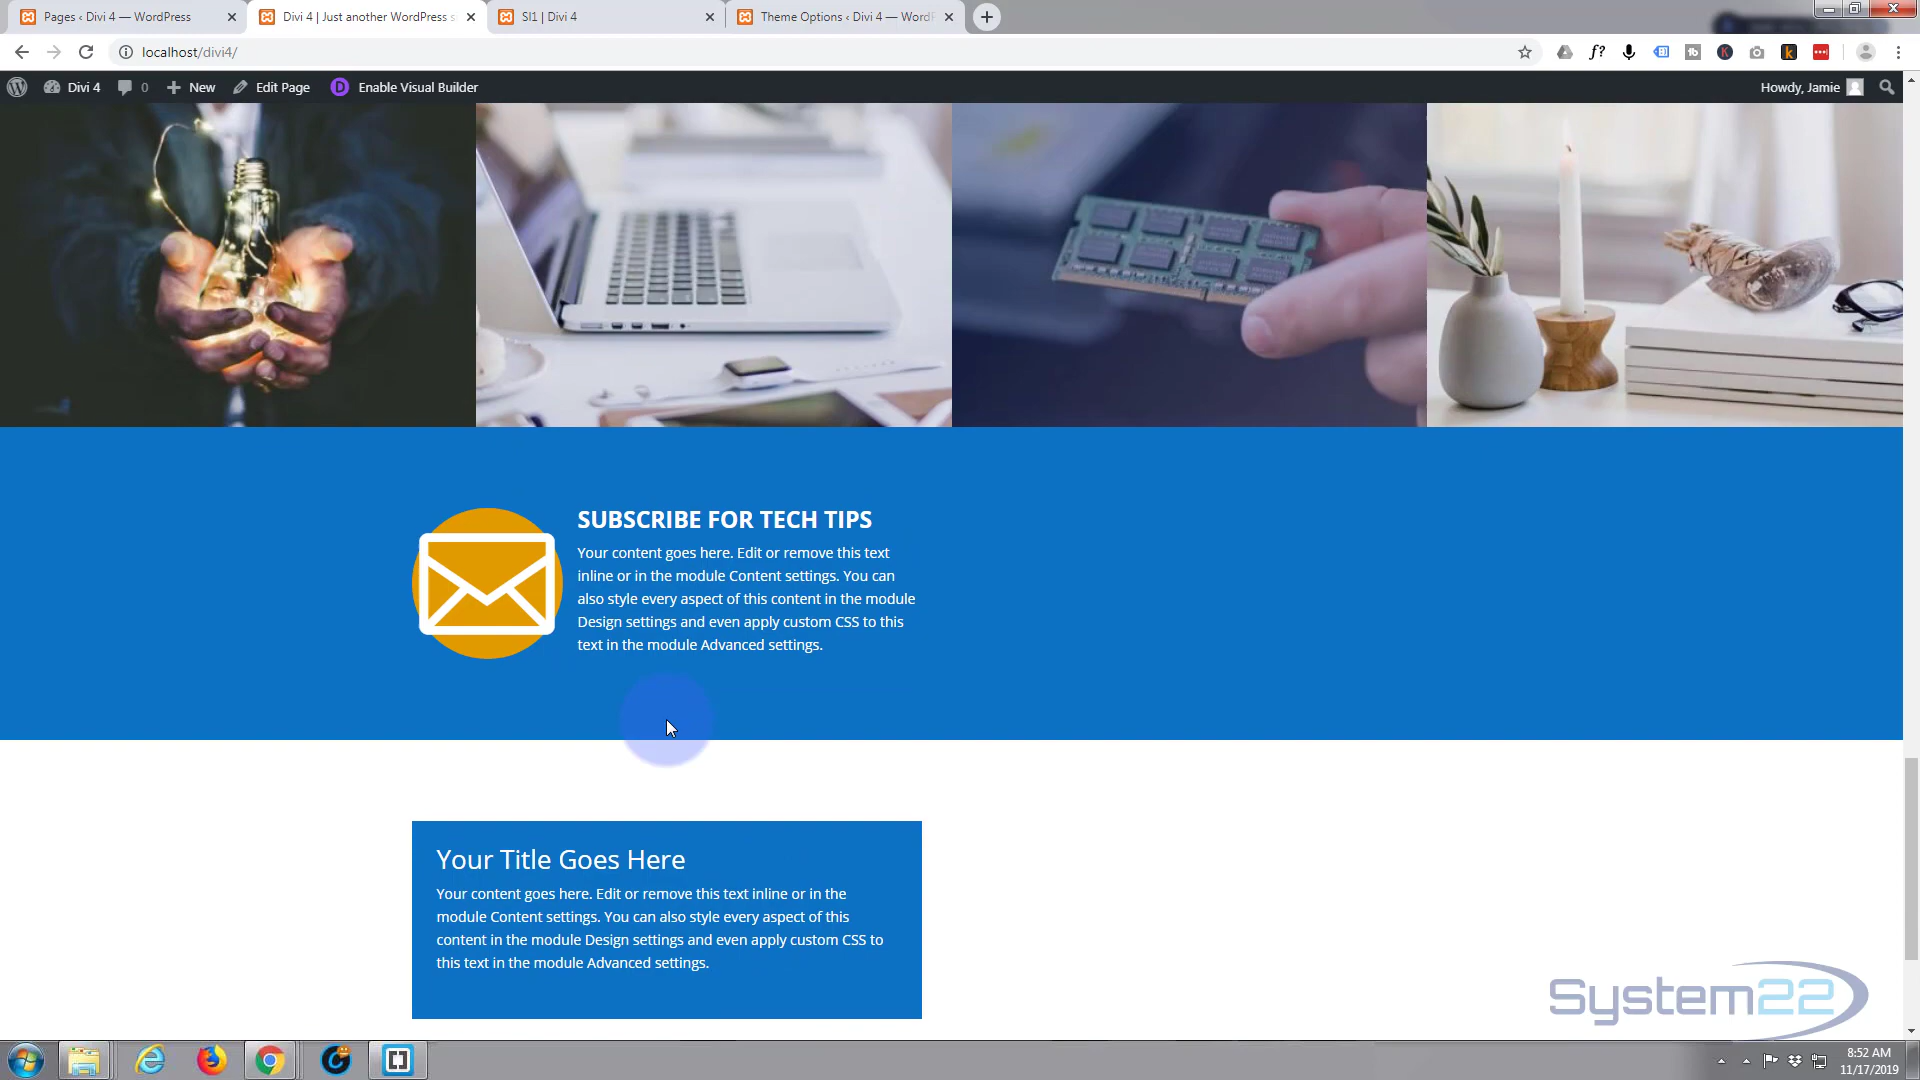 Pages ‹ Divi 4 — WordPress
Divi 4 | Just another WordPress s
SI1 | Divi 4
Theme Options ‹ Divi 4 — WordP
localhost/divi4/
Divi 4
0
New
Edit Page
Enable Visual Builder
Howdy, Jamie
SUBSCRIBE FOR TECH TIPS
Your content goes here. Edit or remove this text
inline or in the module Content settings. You can
also style every aspect of this content in the module
Design settings and even apply custom CSS to this
text in the module Advanced settings.
Your Title Goes Here
Your content goes here. Edit or remove this text inline or in the
module Content settings. You can also style every aspect of this
content in the module Design settings and even apply custom CSS to
this text in the module Advanced settings.
System22
8:52 AM
11/17/2019